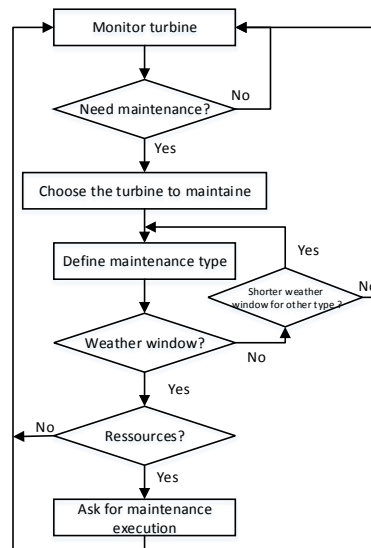 Monitor turbine
No
Need maintenance?
Yes
Choose the turbine to maintaine
Yes
Define maintenance type
Shorter weather
window for other type ?
No
Weather window?
No
Yes
No
Ressources?
Yes
Ask for maintenance
execution